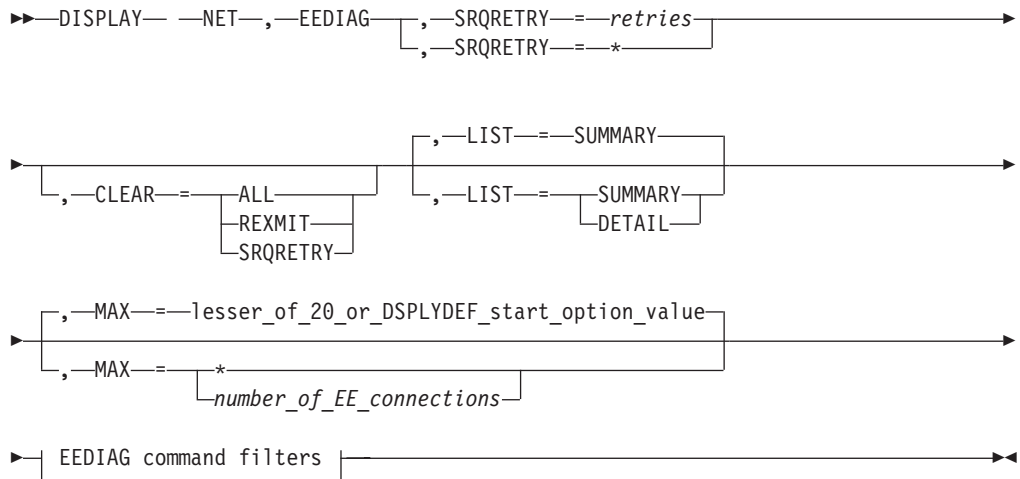 DISPLAY NET , EEDIAG , SRQRETRY = retries
, SRQRETRY = *
, LIST = SUMMARY
, CLEAR = ALL , LIST = SUMMARY
REXMIT DETAIL
SRQRETRY
, MAX = lesser_of_20_or_DSPLYDEF_start_option_value
, MAX = *
number_of_EE_connections
EEDIAG command filters